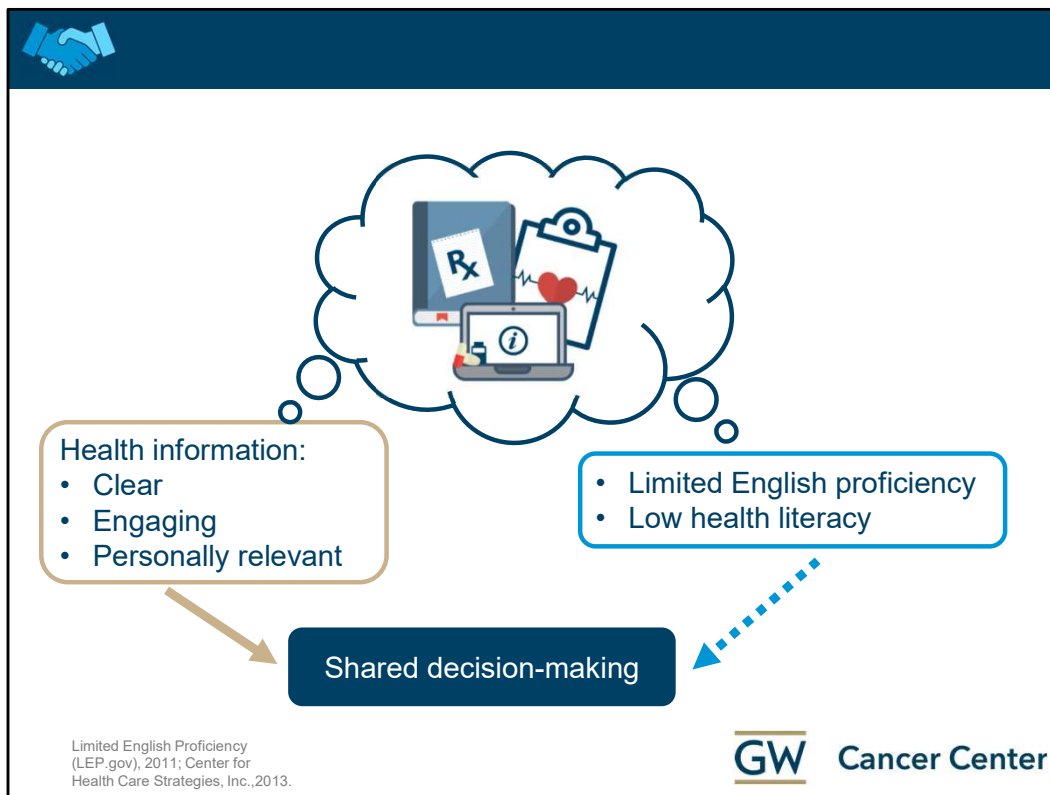 Rx
i
Health information:
• Clear
• Engaging
• Personally relevant
• Limited English proficiency
• Low health literacy
Shared decision-making
Limited English Proficiency
(LEP.gov), 2011; Center for
Health Care Strategies, Inc.,2013.
GW Cancer Center